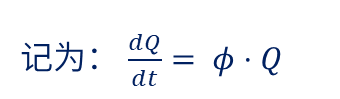 记为： dQ/dt = ϕ · Q